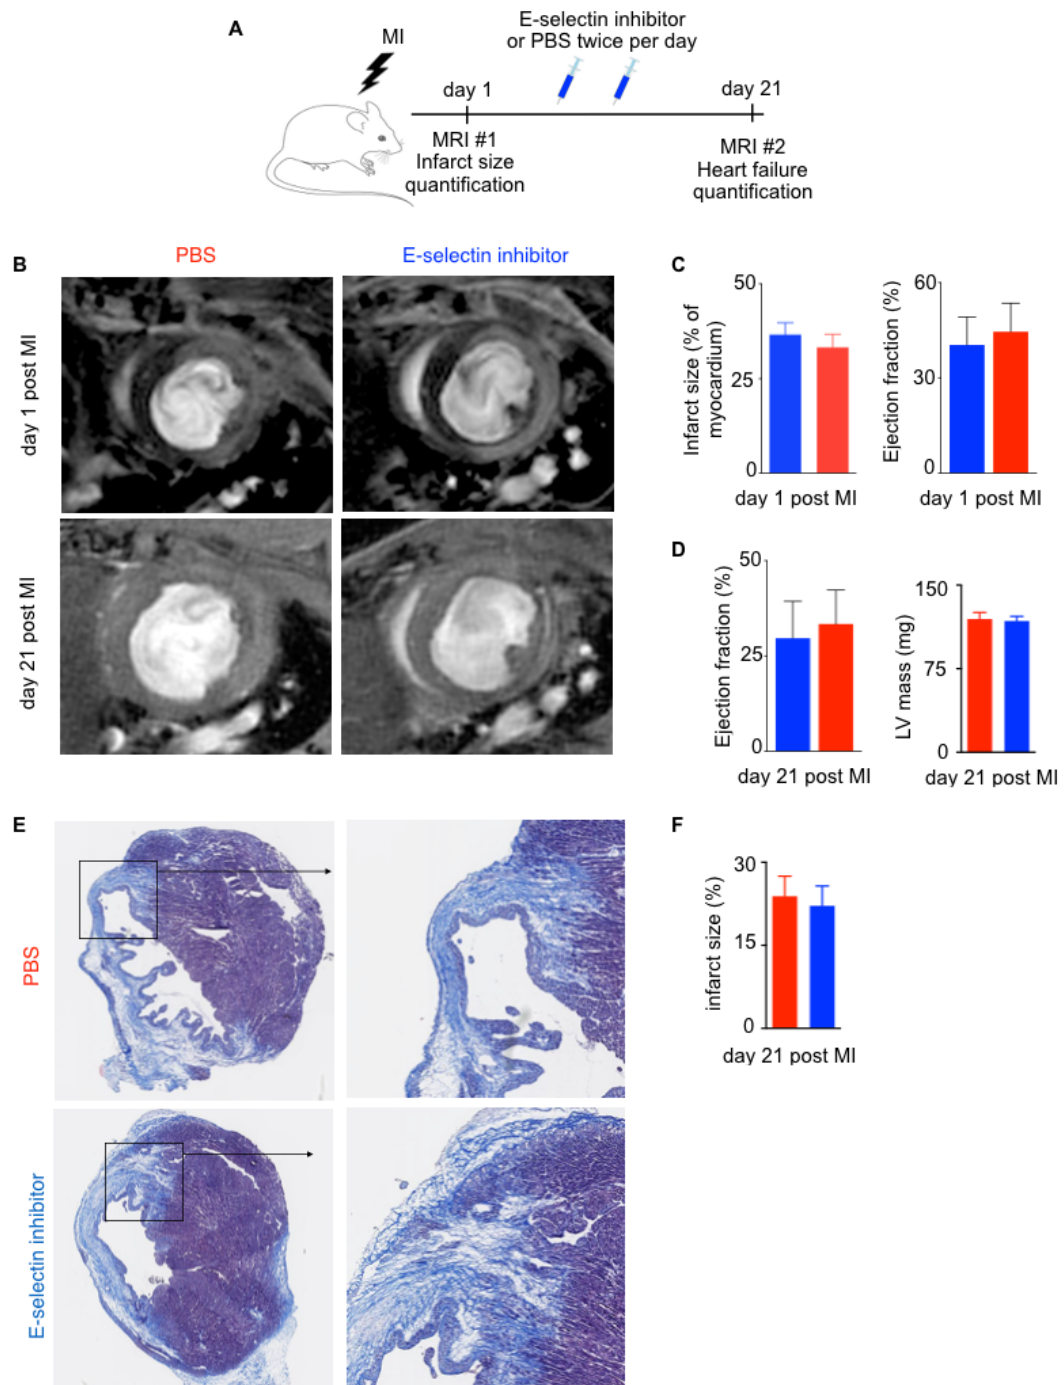 A
MI
E-selectin inhibitor
or PBS twice per day
day 1
day 21
MRI #1
Infarct size
quantification
MRI #2
Heart failure
quantification
B
PBS
E-selectin inhibitor
day 1 post MI
day 21 post MI
C
Infarct size (% of
myocardium)
50
25
0
day 1 post MI
Ejection fraction (%)
60
30
0
day 1 post MI
D
Ejection fraction (%)
50
25
0
day 21 post MI
LV mass (mg)
150
75
0
day 21 post MI
E
PBS
E-selectin inhibitor
F
infarct size (%)
30
15
0
day 21 post MI